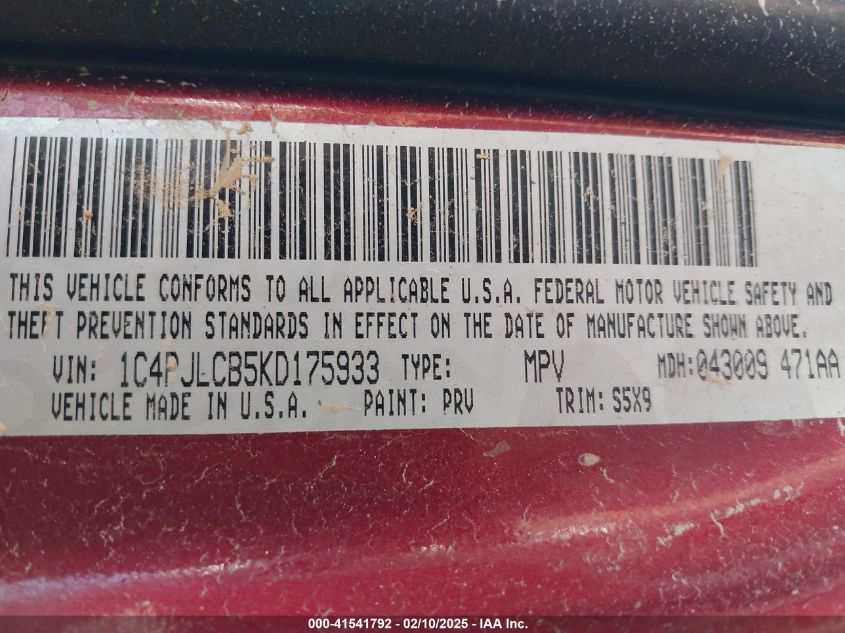 THIS VEHICLE CONFORMS TO ALL APPLICABLE U.S.A. FEDERAL MOTOR VEHICLE SAFETY AND
THEFT PREVENTION STANDARDS IN EFFECT ON THE DATE OF MANUFACTURE SHOWN ABOVE.
VIN: 1C4PJLCB5KD175933 TYPE: MPV MDH:043009 471AA
VEHICLE MADE IN U.S.A. PAINT: PRV TRIM: S5X9
000-41541792 - 02/10/2025 - IAA Inc.